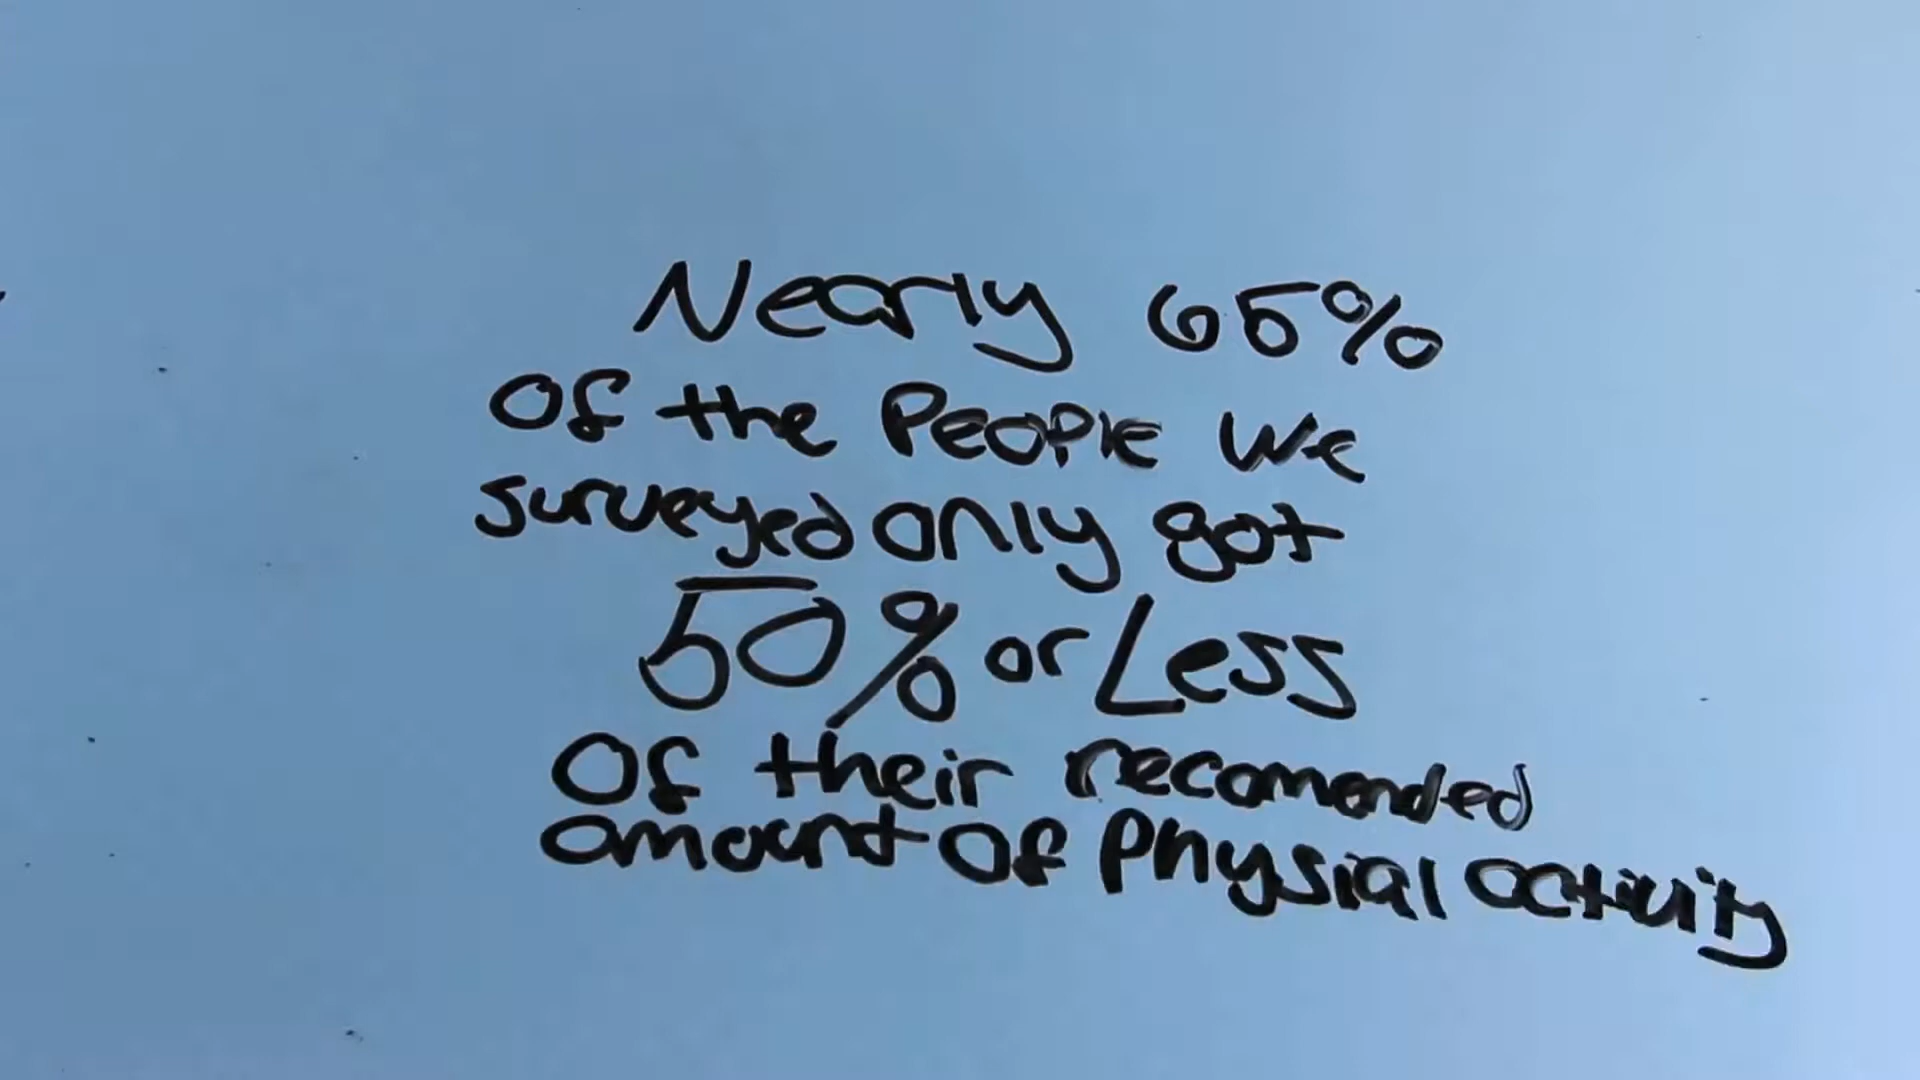 Nearly 65%
Of the People We
surveyed only got
50% or Less
Of their recomended
amount of Physial activity